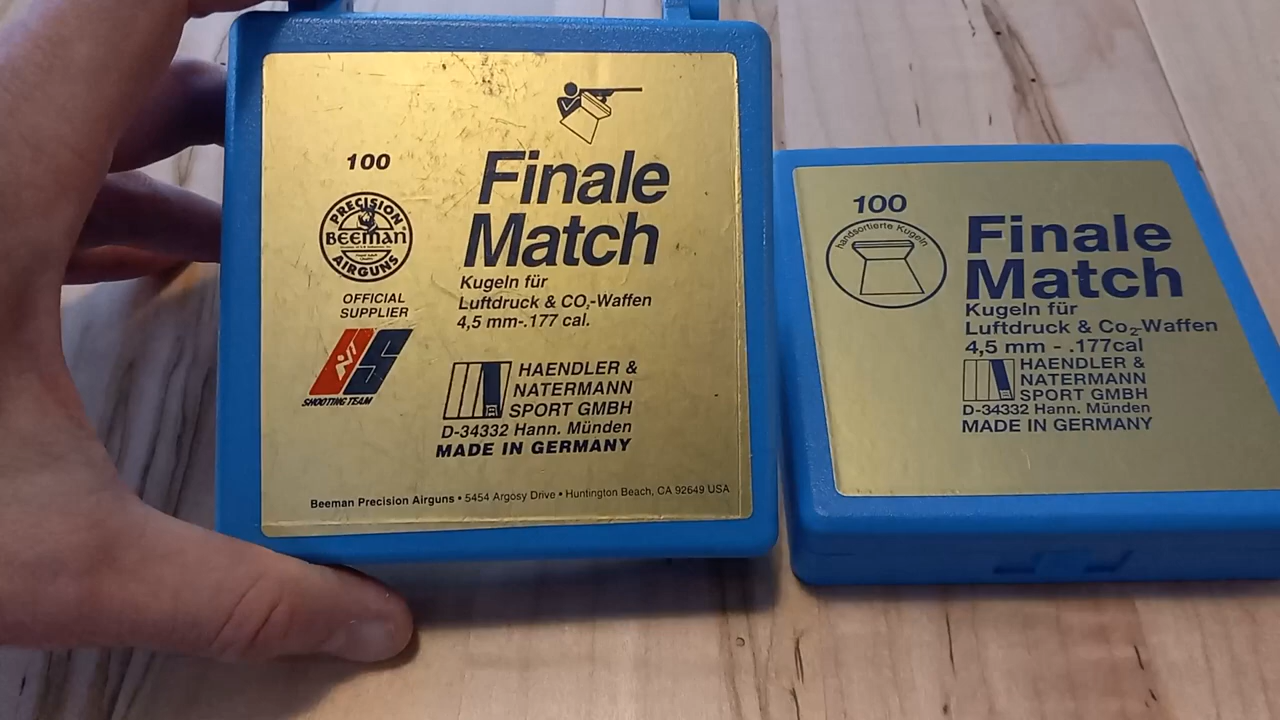 100
PRECISION
BEEMAN
AIRGUNS
OFFICIAL
SUPPLIER
S
SHOOTING TEAM
Finale
Match
Kugeln für
Luftdruck & CO₂-Waffen
4,5 mm-.177 cal.
HAENDLER &
NATERMANN
SPORT GMBH
D-34332 Hann. Münden
MADE IN GERMANY
Beeman Precision Airguns • 5454 Argosy Drive • Huntington Beach, CA 92649 USA
100
handsortierte Kugeln
Finale
Match
Kugeln für
Luftdruck & Co₂-Waffen
4,5 mm - .177cal
HAENDLER &
NATERMANN
SPORT GMBH
D-34332 Hann. Münden
MADE IN GERMANY